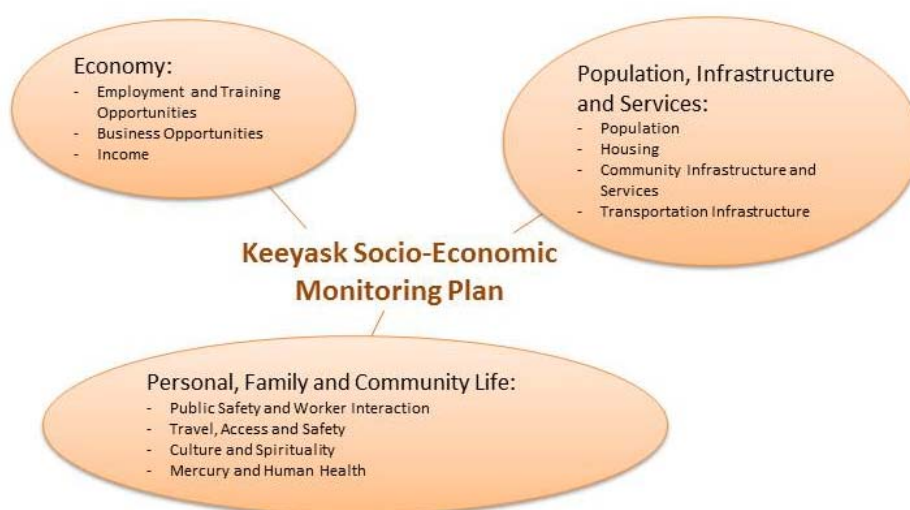 Economy:
- Employment and Training
Opportunities
- Business Opportunities
- Income
Population, Infrastructure
and Services:
- Population
- Housing
- Community Infrastructure and
Services
- Transportation Infrastructure
Keeyask Socio-Economic
Monitoring Plan
Personal, Family and Community Life:
- Public Safety and Worker Interaction
- Travel, Access and Safety
- Culture and Spirituality
- Mercury and Human Health